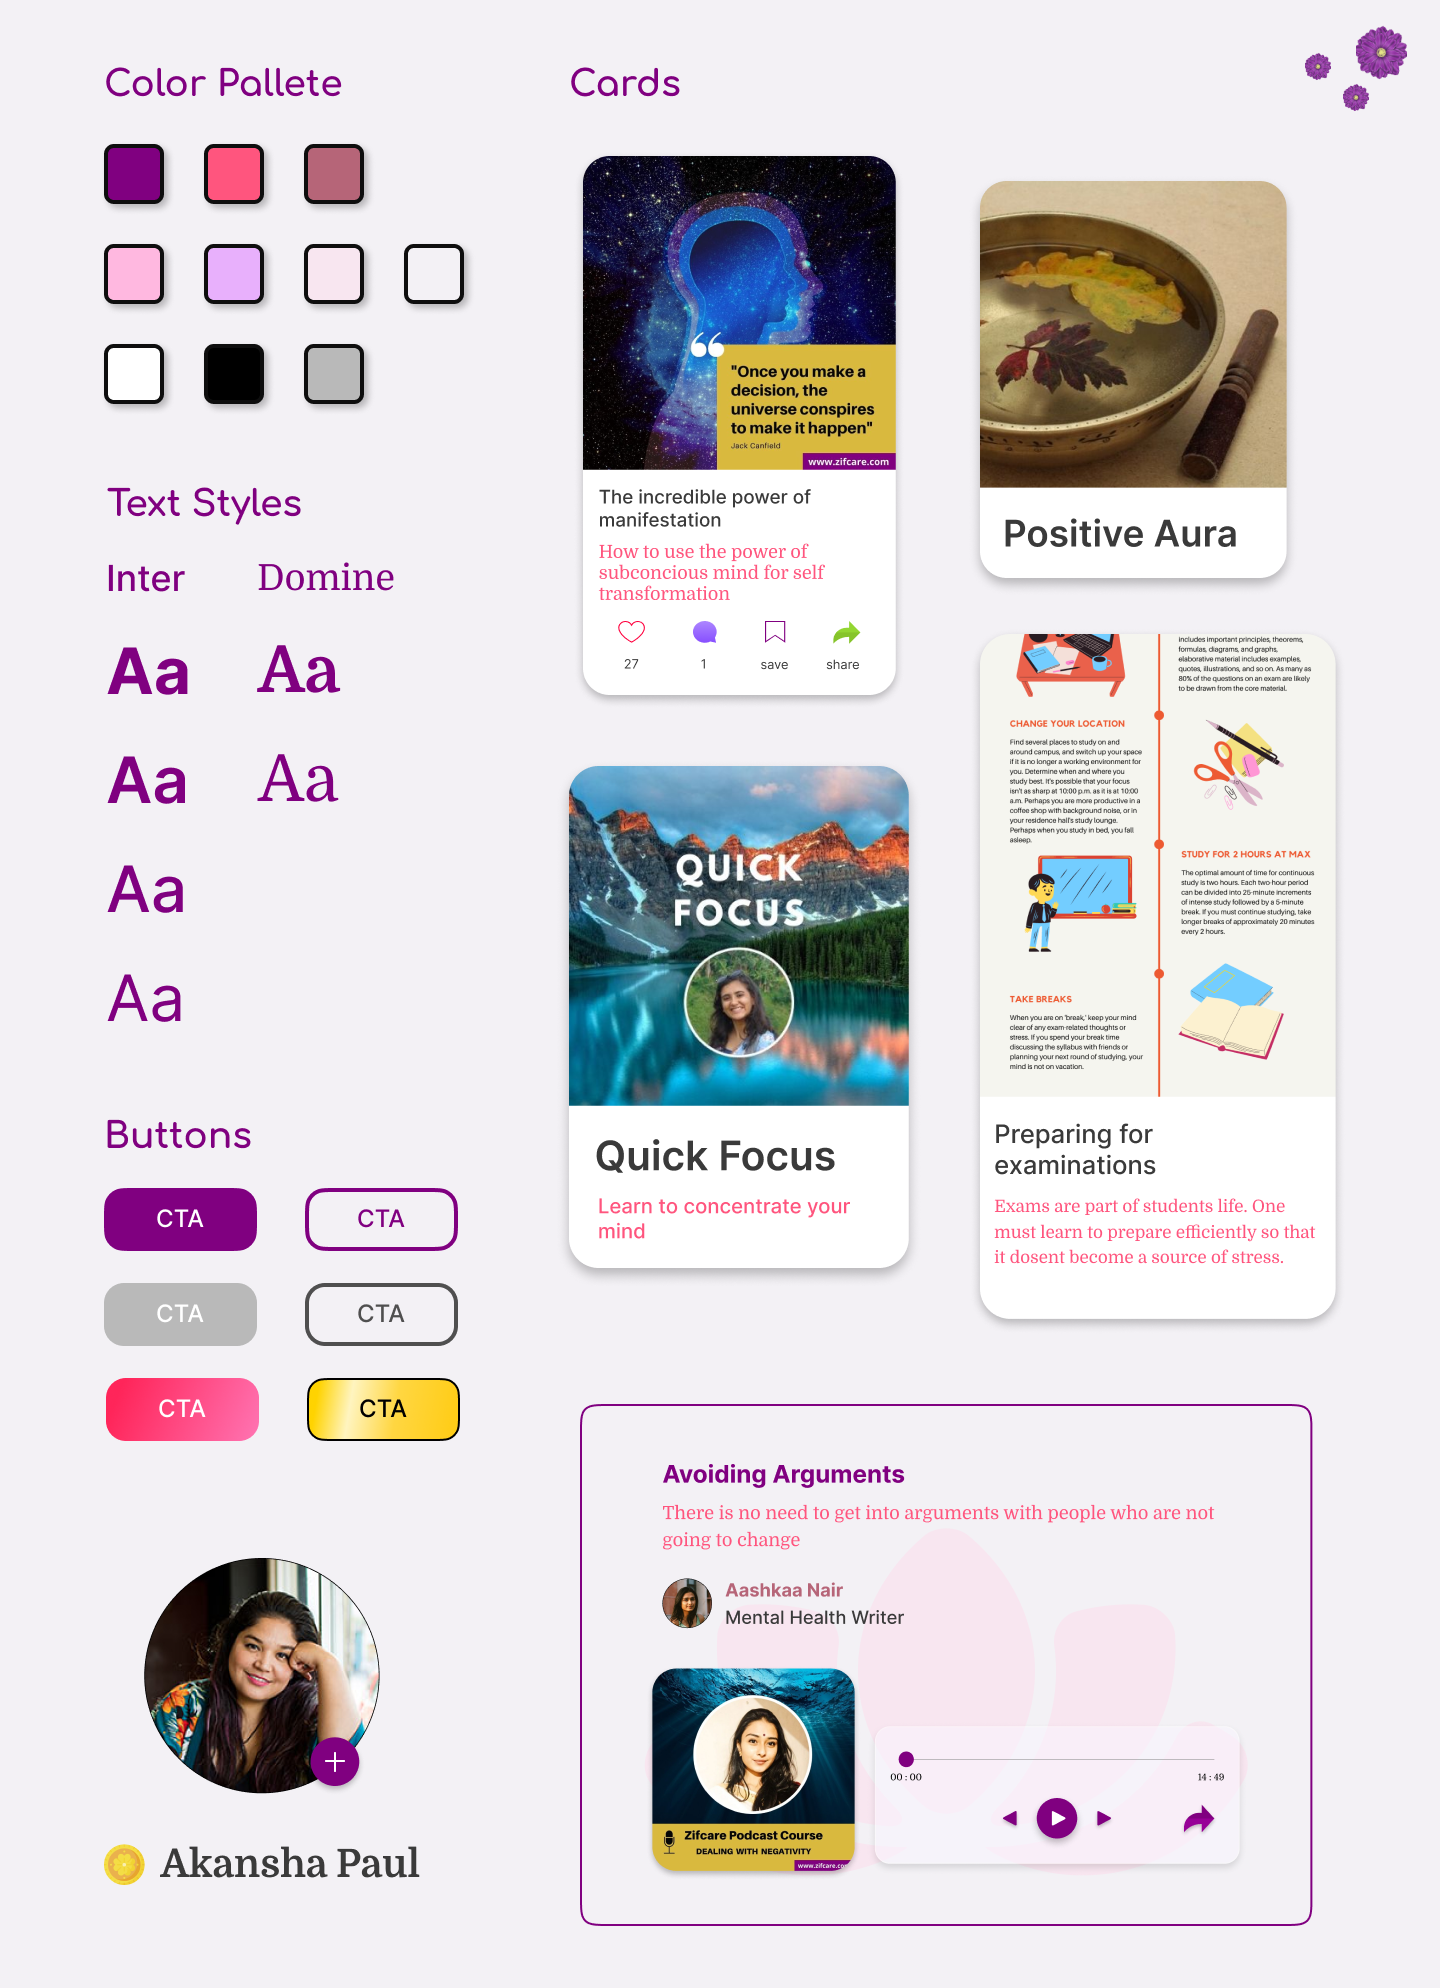 Color Pallete
Text Styles
Inter
Domine
Aa
Aa
Aa
Aa
Aa
Aa
Buttons
CTA
CTA
CTA
CTA
CTA
CTA
Akansha Paul
Cards
"Once you make a
decision, the
universe conspires
to make it happen"
Jack Canfield
www.zifcare.com
The incredible power of
manifestation
How to use the power of
subconcious mind for self
transformation
27
1
save
share
Positive Aura
QUICK
FOCUS
Quick Focus
Learn to concentrate your
mind
includes important principles, theorems,
formulas, diagrams, and graphs,
elaborative material includes examples,
quotes, illustrations, and so on. As many as
80% of the questions on an exam are likely
to be drawn from the core material.
CHANGE YOUR LOCATION
Find several places to study on and
around campus, and switch up your space
if it is no longer a working environment for
you. Determine when and where you
study best. It's possible that your focus
isn't as sharp at 10:00 p.m. as it is at 10:00
a.m. Perhaps you are more productive in a
coffee shop with background noise, or in
your residence hall's study lounge.
Perhaps when you study in bed, you fall
asleep.
STUDY FOR 2 HOURS AT MAX
The optimal amount of time for continuous
study is two hours. Each two-hour period
can be divided into 25-minute increments
of intense study followed by a 5-minute
break. If you must continue studying, take
longer breaks of approximately 20 minutes
every 2 hours.
TAKE BREAKS
When you are on 'break,' keep your mind
clear of any exam-related thoughts or
stress. If you spend your break time
discussing the syllabus with friends or
planning your next round of studying, your
mind is not on vacation.
Preparing for
examinations
Exams are part of students life. One
must learn to prepare efficiently so that
it dosent become a source of stress.
Avoiding Arguments
There is no need to get into arguments with people who are not
going to change
Aashkaa Nair
Mental Health Writer
Zifcare Podcast Course
DEALING WITH NEGATIVITY
www.zifcare.co
00 : 00
14 : 49